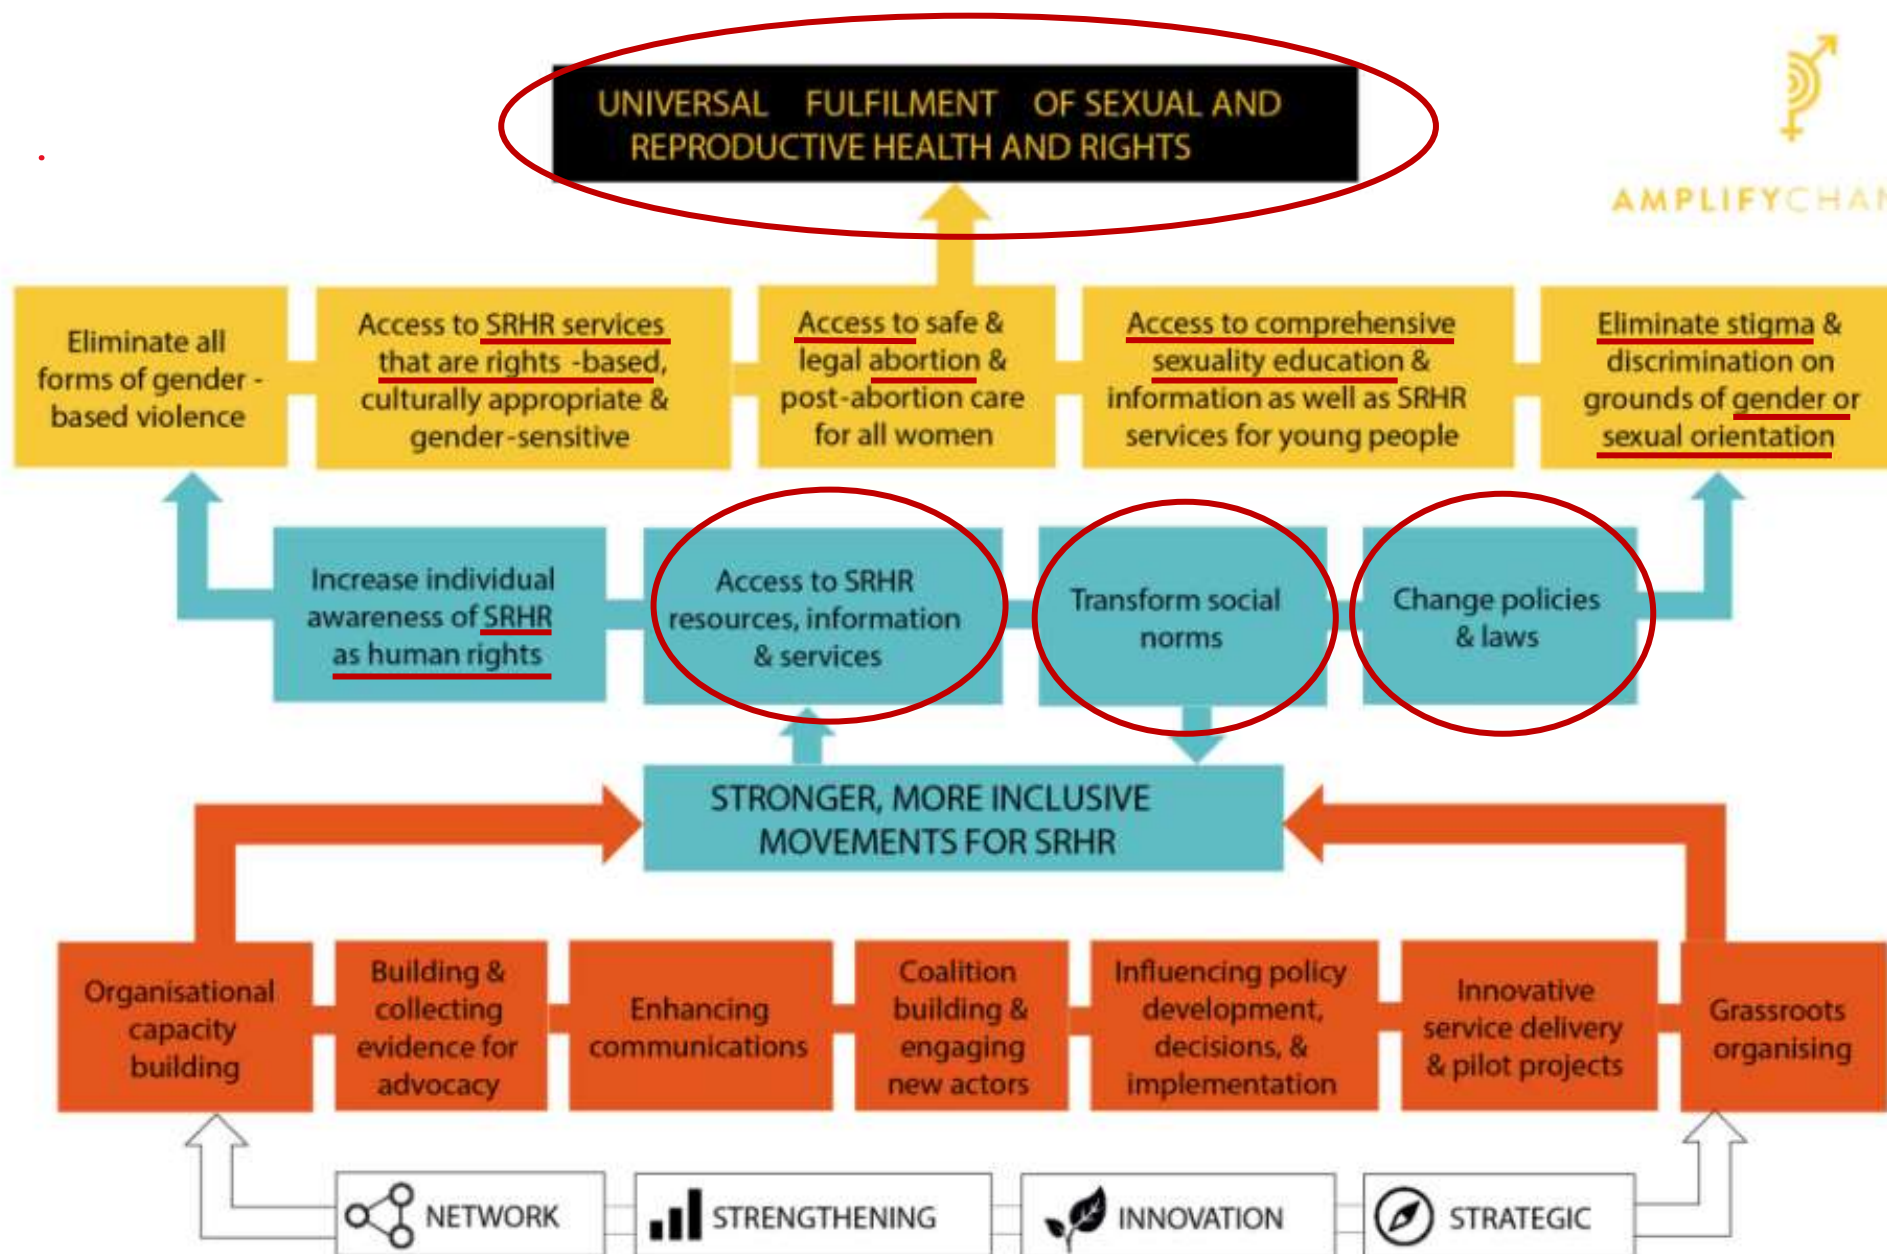 UNIVERSAL FULFILMENT OF SEXUAL AND
REPRODUCTIVE HEALTH AND RIGHTS
AMPLIFYCHAN
Eliminate all
forms of gender -
based violence
Access to SRHR services
that are rights -based,
culturally appropriate &
gender-sensitive
Access to safe &
legal abortion &
post-abortion care
for all women
Access to comprehensive
sexuality education &
information as well as SRHR
services for young people
Eliminate stigma &
discrimination on
grounds of gender or
sexual orientation
Increase individual
awareness of SRHR
as human rights
Access to SRHR
resources, information
& services
Transform social
norms
Change policies
& laws
STRONGER, MORE INCLUSIVE
MOVEMENTS FOR SRHR
Organisational
capacity
building
Building &
collecting
evidence for
advocacy
Enhancing
communications
Coalition
building &
engaging
new actors
Influencing policy
development,
decisions, &
implementation
Innovative
service delivery
& pilot projects
Grassroots
organising
NETWORK
STRENGTHENING
INNOVATION
STRATEGIC